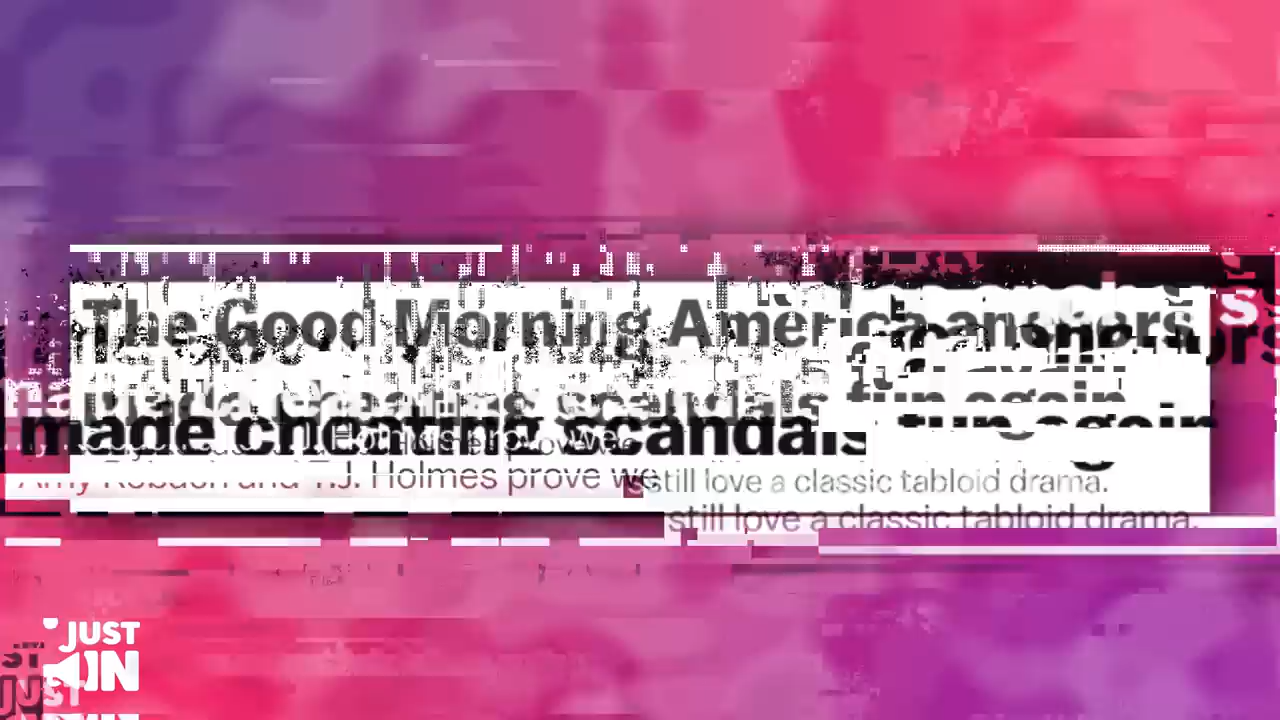 The Good Morning America anchors
made cheating scandals fun again
Amy Robach and T.J. Holmes prove we still love a classic tabloid drama.
JUST
IN